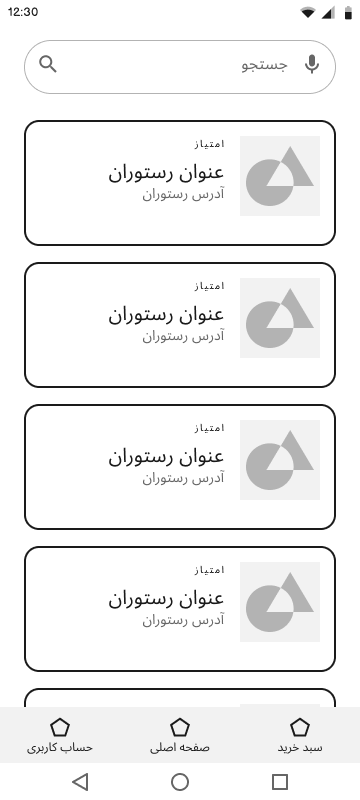 12:30
جستجو
امتیاز
عنوان رستوران
آدرس رستوران
امتیاز
عنوان رستوران
آدرس رستوران
امتیاز
عنوان رستوران
آدرس رستوران
امتیاز
عنوان رستوران
آدرس رستوران
سبد خرید
صفحه اصلی
حساب کاربری